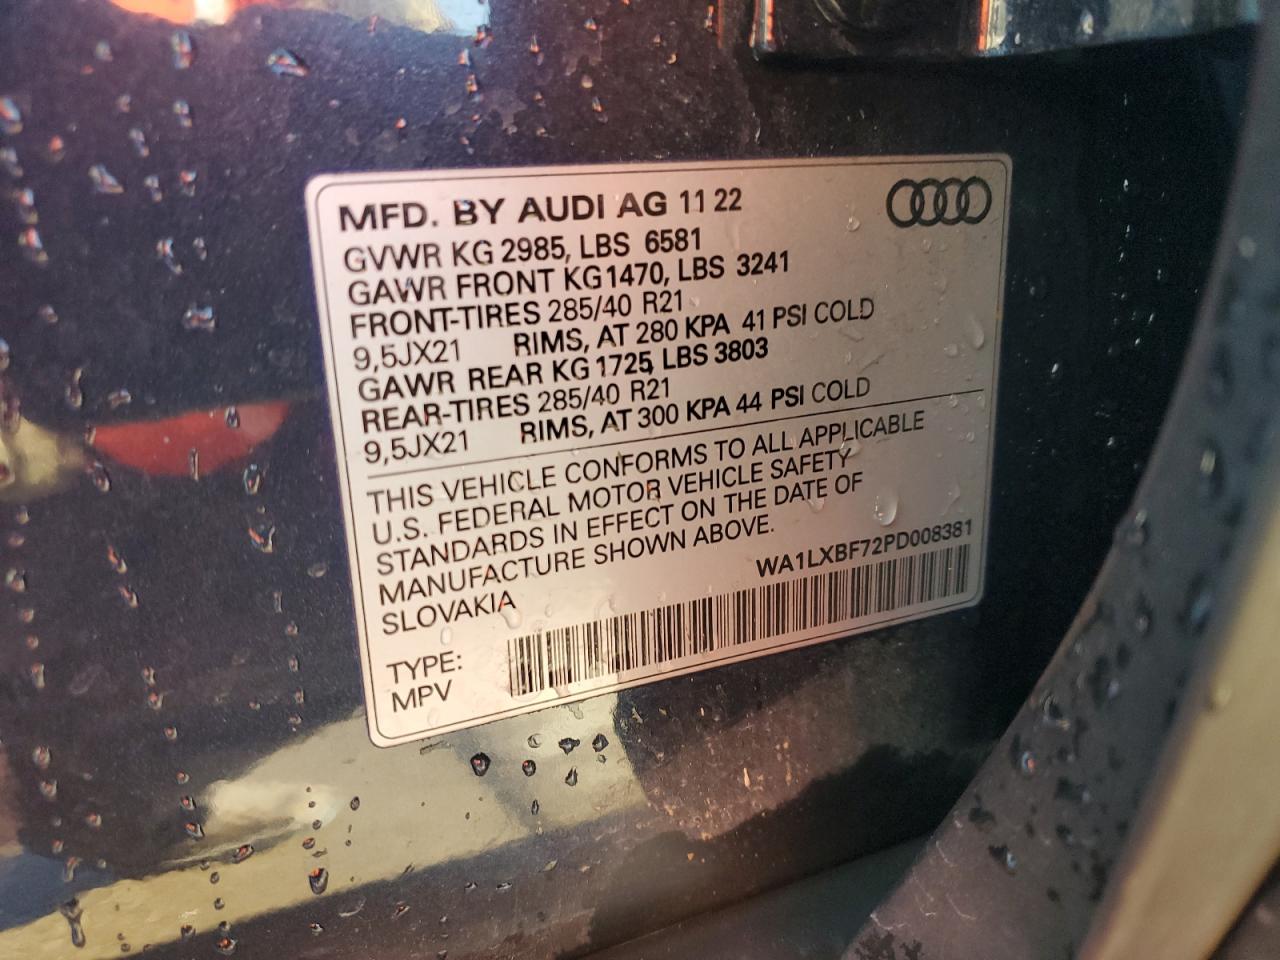 MFD. BY AUDI AG 11 22
GVWR KG 2985, LBS 6581
GAWR FRONT KG 1470, LBS 3241
FRONT-TIRES 285/40 R21
9,5JX21 RIMS, AT 280 KPA 41 PSI COLD
GAWR REAR KG 1725, LBS 3803
REAR-TIRES 285/40 R21
9,5JX21 RIMS, AT 300 KPA 44 PSI COLD
THIS VEHICLE CONFORMS TO ALL APPLICABLE
U.S. FEDERAL MOTOR VEHICLE SAFETY
STANDARDS IN EFFECT ON THE DATE OF
MANUFACTURE SHOWN ABOVE.
SLOVAKIA
WA1LXBF72PD008381
TYPE:
MPV